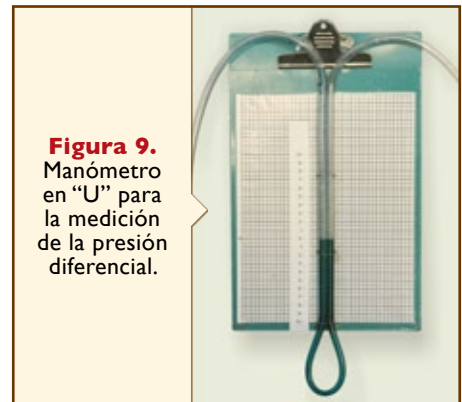 Figura 9.
Manómetro
en “U” para
la medición
de la presión
diferencial.